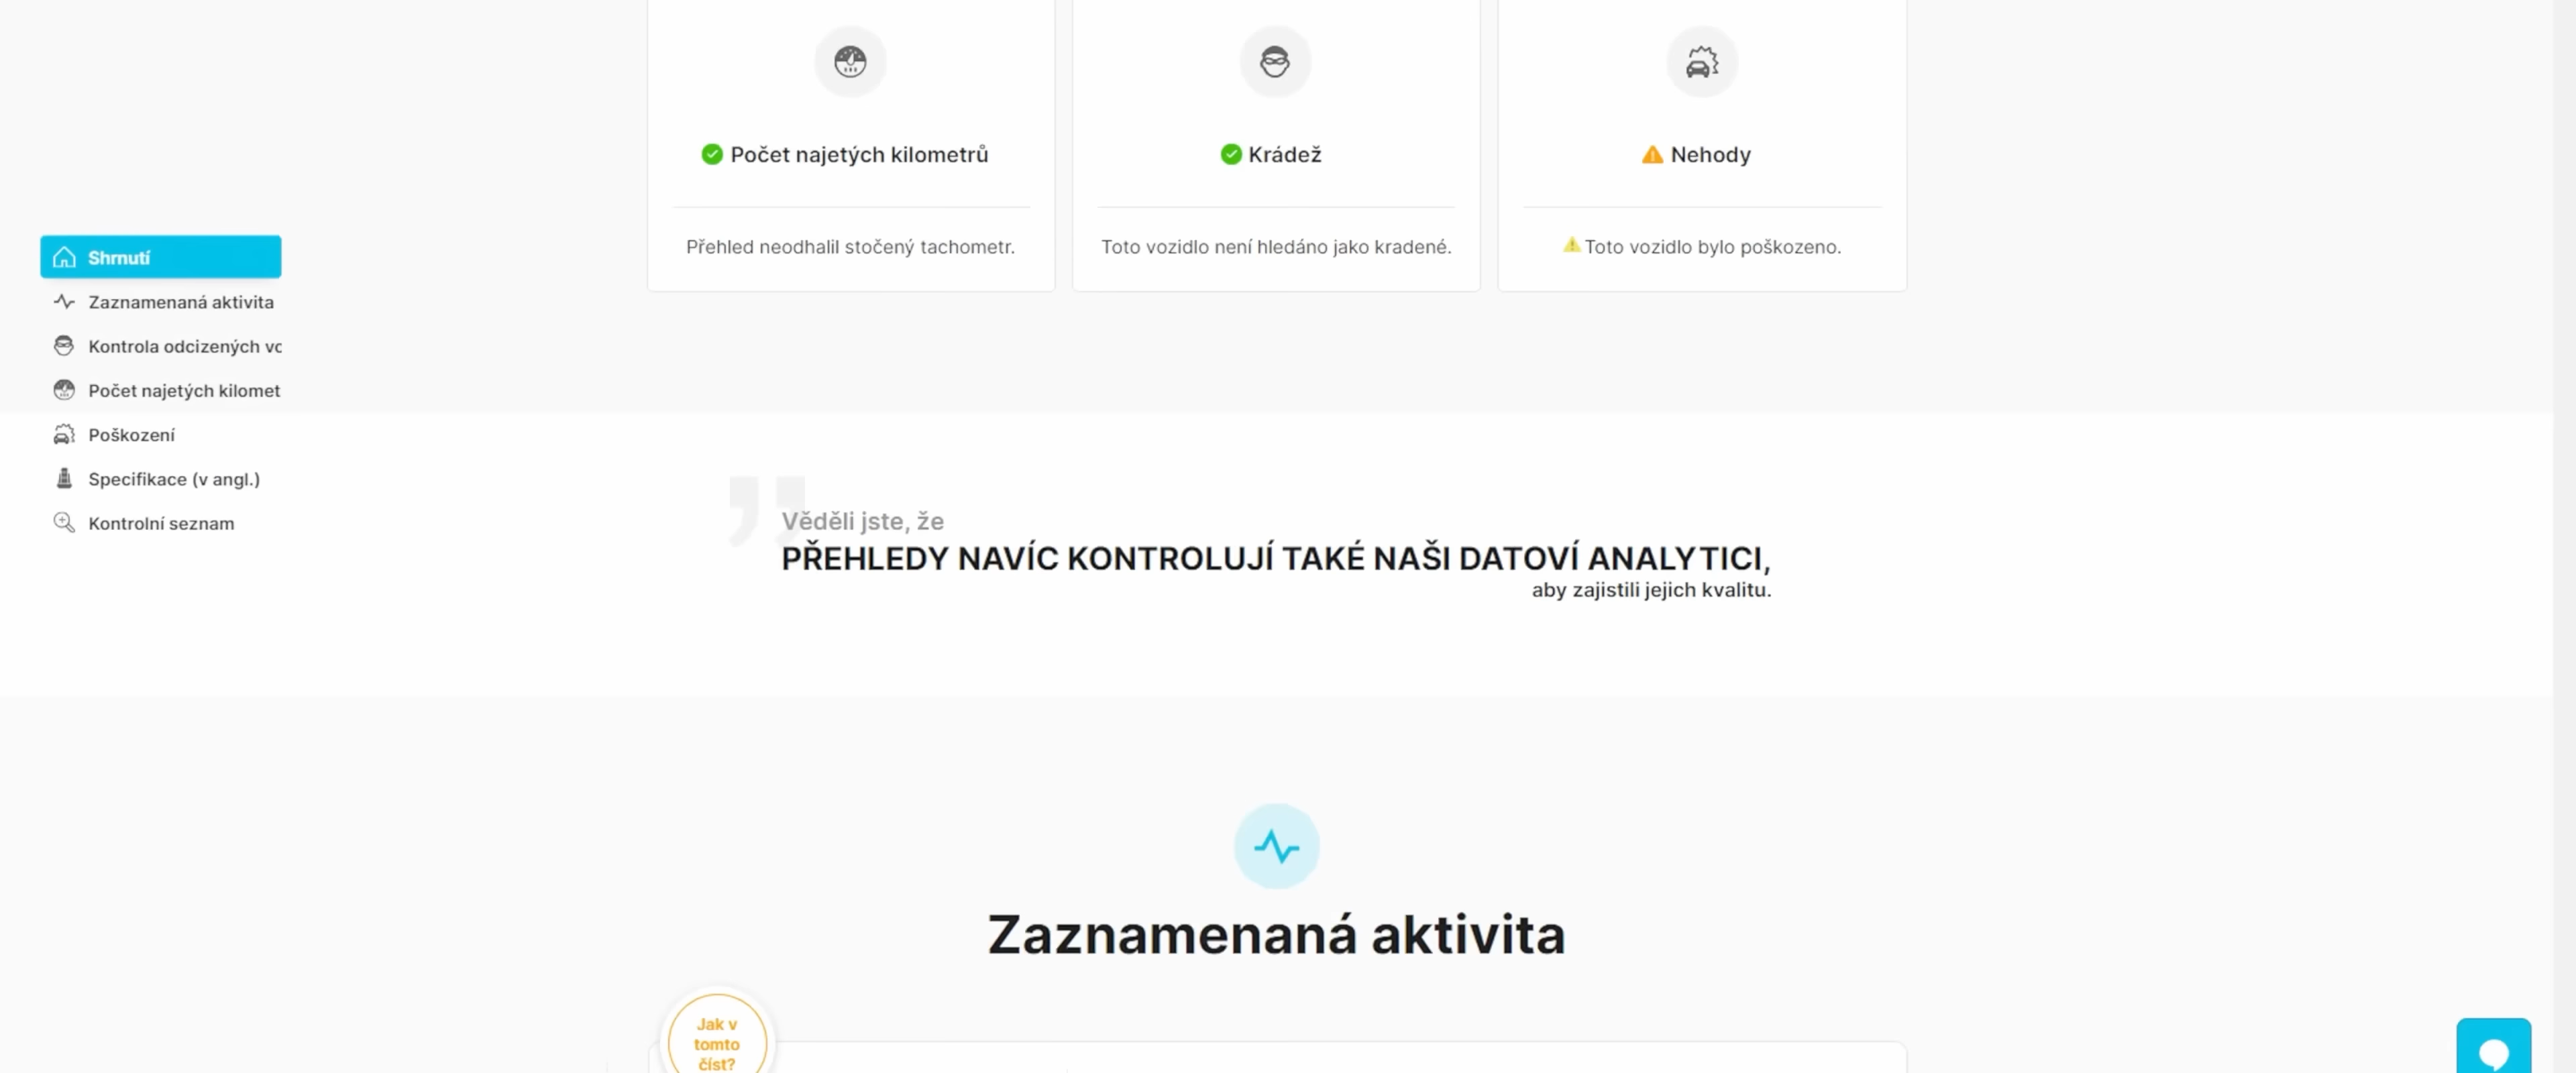 Počet najetých kilometrů
Krádež
Nehody
Přehled neodhalil stočený tachometr.
Toto vozidlo není hledáno jako kradené.
Toto vozidlo bylo poškozeno.
Shrnutí
Zaznamenaná aktivita
Kontrola odcizených vo
Počet najetých kilomet
Poškození
Specifikace (v angl.)
Kontrolní seznam
Věděli jste, že
PŘEHLEDY NAVÍC KONTROLUJÍ TAKÉ NAŠI DATOVÍ ANALYTICI,
aby zajistili jejich kvalitu.
Zaznamenaná aktivita
Jak v
tomto
číst?